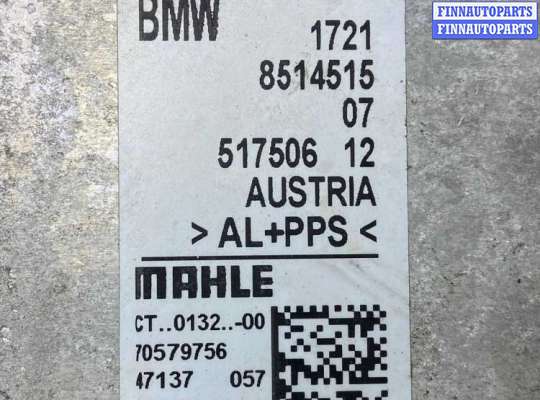 FINNAUTOPARTS
FINNAUTOPARTS
BMW 1721
8514515
07
517506 12
AUSTRIA
> AL+PPS <
MAHLE
CT..0132..-00
70579756
47137 057